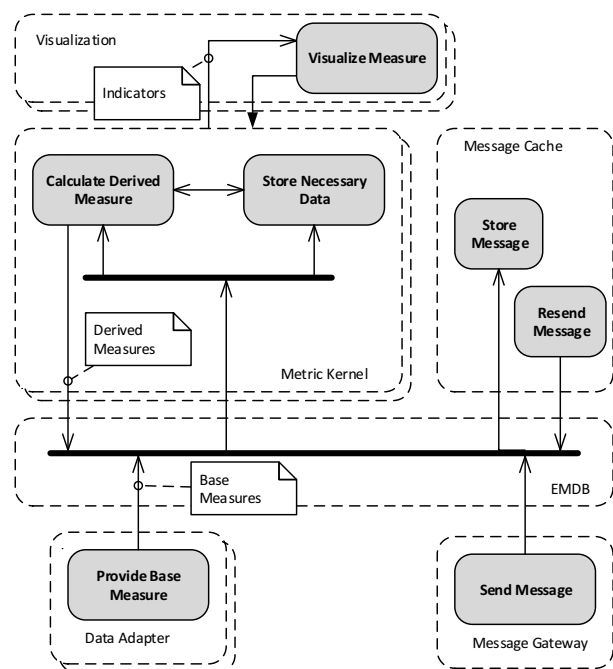 Visualization
Visualize Measure
Indicators
Calculate Derived
Measure
Store Necessary
Data
Message Cache
Store
Message
Resend
Message
Derived
Measures
Metric Kernel
Base
Measures
EMDB
Provide Base
Measure
Data Adapter
Send Message
Message Gateway